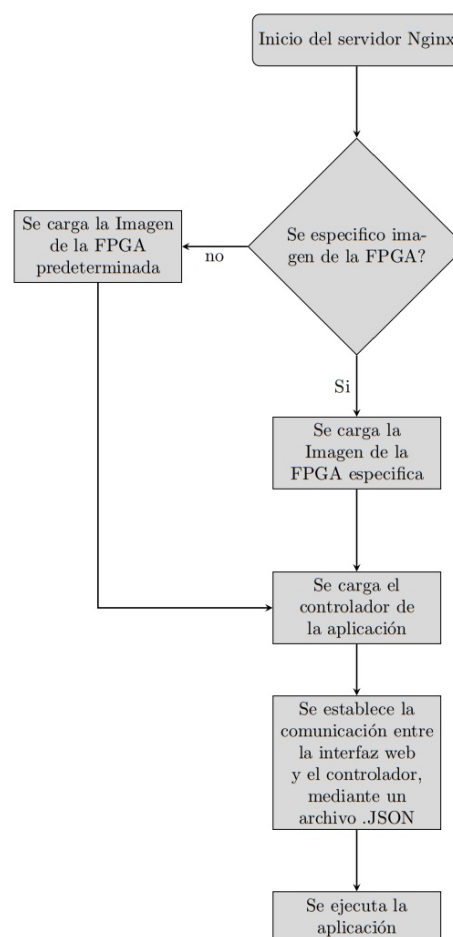 Inicio del servidor Nginx
Se especifico ima-
gen de la FPGA?
no
Se carga la Imagen
de la FPGA
predeterminada
Si
Se carga la
Imagen de la
FPGA especifica
Se carga el
controlador de
la aplicación
Se establece la
comunicación entre
la interfaz web
y el controlador,
mediante un
archivo .JSON
Se ejecuta la
aplicación